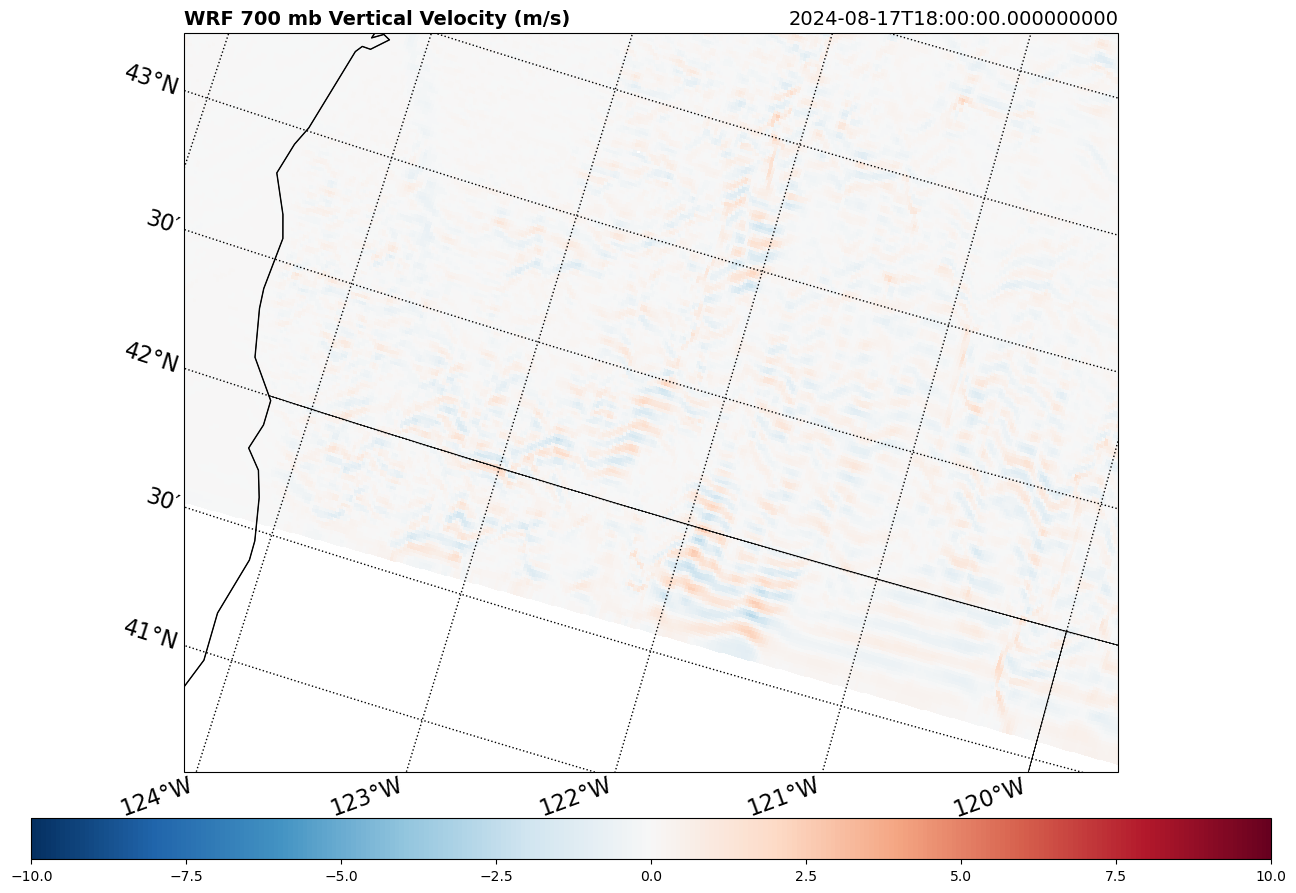 WRF 700 mb Vertical Velocity (m/s)
2024-08-17T18:00:00.000000000
43°N
30′
42°N
30′
41°N
124°W
123°W
122°W
121°W
120°W
−10.0
−7.5
−5.0
−2.5
0.0
2.5
5.0
7.5
10.0